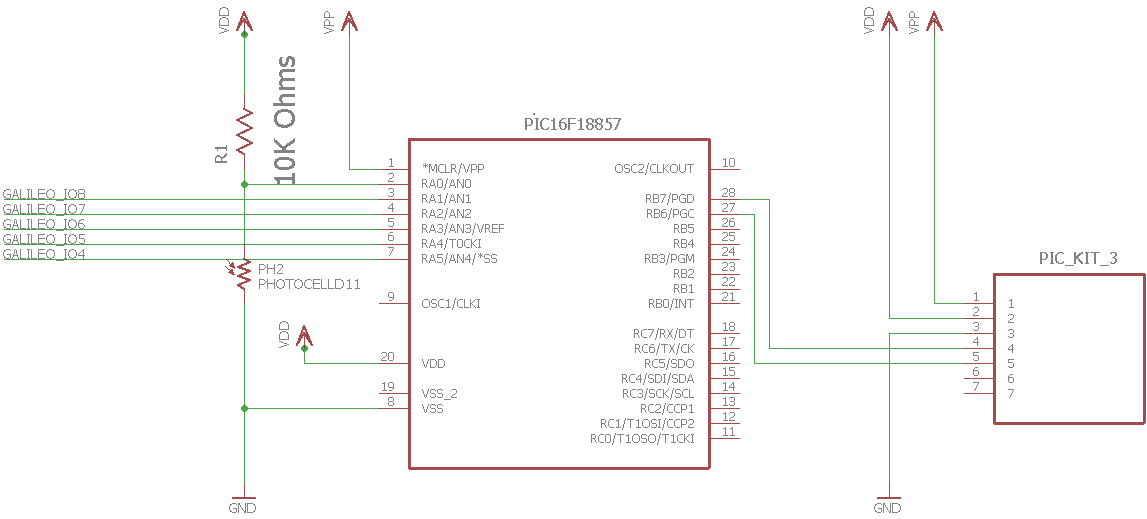 VDD
VPP
VDD
VPP
10K Ohms
R1
PIC16F18857
1 *MCLR/VPP
2 RA0/AN0
3 RA1/AN1
4 RA2/AN2
5 RA3/AN3/VREF
6 RA4/T0CKI
7 RA5/AN4/*SS
9 OSC1/CLKI
20 VDD
19 VSS_2
8 VSS
OSC2/CLKOUT 10
RB7/PGD 28
RB6/PGC 27
RB5 26
RB4 25
RB3/PGM 24
RB2 23
RB1 22
RB0/INT 21
RC7/RX/DT 18
RC6/TX/CK 17
RC5/SDO 16
RC4/SDI/SDA 15
RC3/SCK/SCL 14
RC2/CCP1 13
RC1/T1OSI/CCP2 12
RC0/T1OSO/T1CKI 11
GALILEO_IO8
GALILEO_IO7
GALILEO_IO6
GALILEO_IO5
GALILEO_IO4
PH2
PHOTOCELLD11
VDD
PIC_KIT_3
1 1
2 2
3 3
4 4
5 5
6 6
7 7
GND
GND